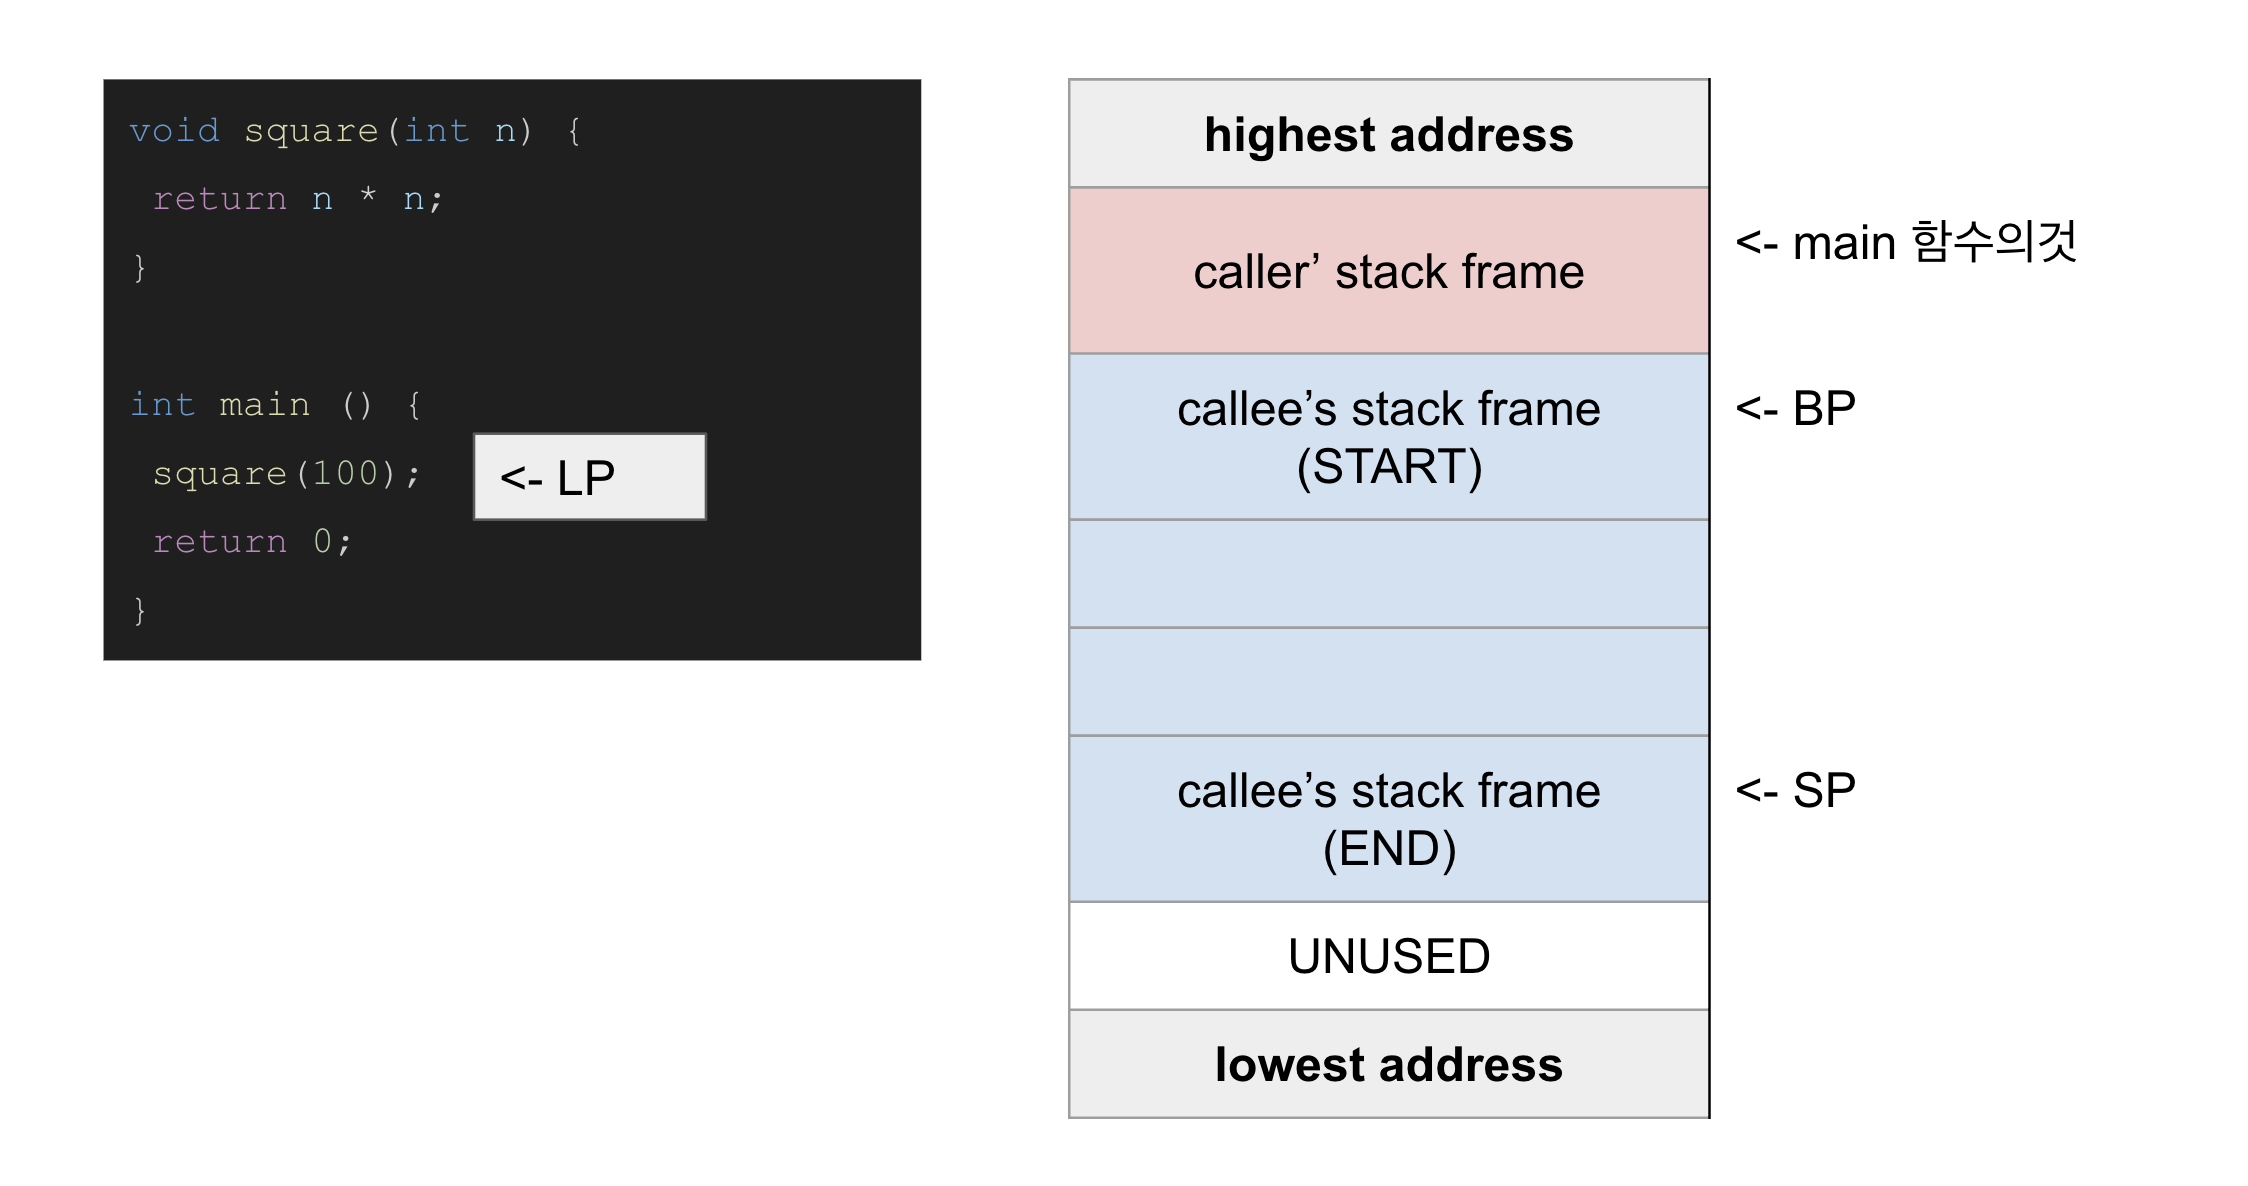 void square(int n) {
return n * n;
}
int main () {
square(100);
<- LP
return 0;
}
highest address
caller’ stack frame
<- main 함수의것
callee’s stack frame
(START)
<- BP
callee’s stack frame
(END)
<- SP
UNUSED
lowest address